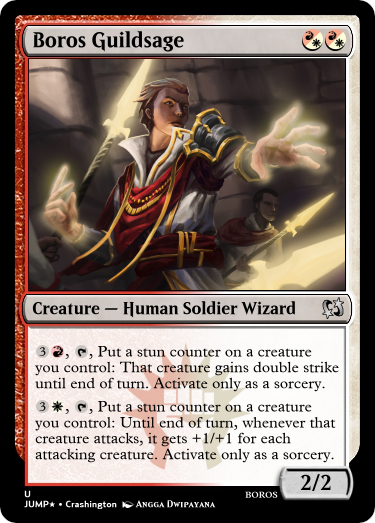 Boros Guildsage
Creature — Human Soldier Wizard
3, Put a stun counter on a creature
you control: That creature gains double strike
until end of turn. Activate only as a sorcery.
3, Put a stun counter on a creature
you control: Until end of turn, whenever that
creature attacks, it gets +1/+1 for each
attacking creature. Activate only as a sorcery.
BOROS
2/2
U
JUMP★ • Crashington Angga Dwipayana